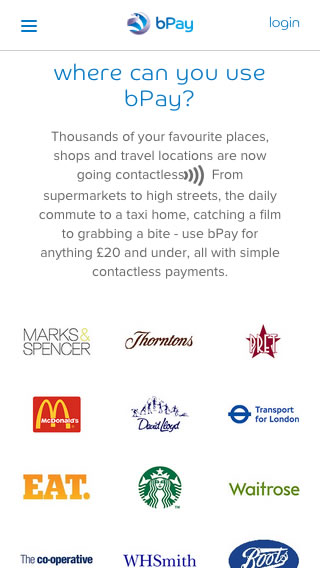 bPay
login
where can you use
bPay?
Thousands of your favourite places,
shops and travel locations are now
going contactless From
supermarkets to high streets, the daily
commute to a taxi home, catching a film
to grabbing a bite - use bPay for
anything £20 and under, all with simple
contactless payments.
MARKS&
SPENCER
Thorntons
PRET
McDonald's
David Lloyd
Transport
for London
EAT.
Waitrose
The co-operative
WHSmith
Boots